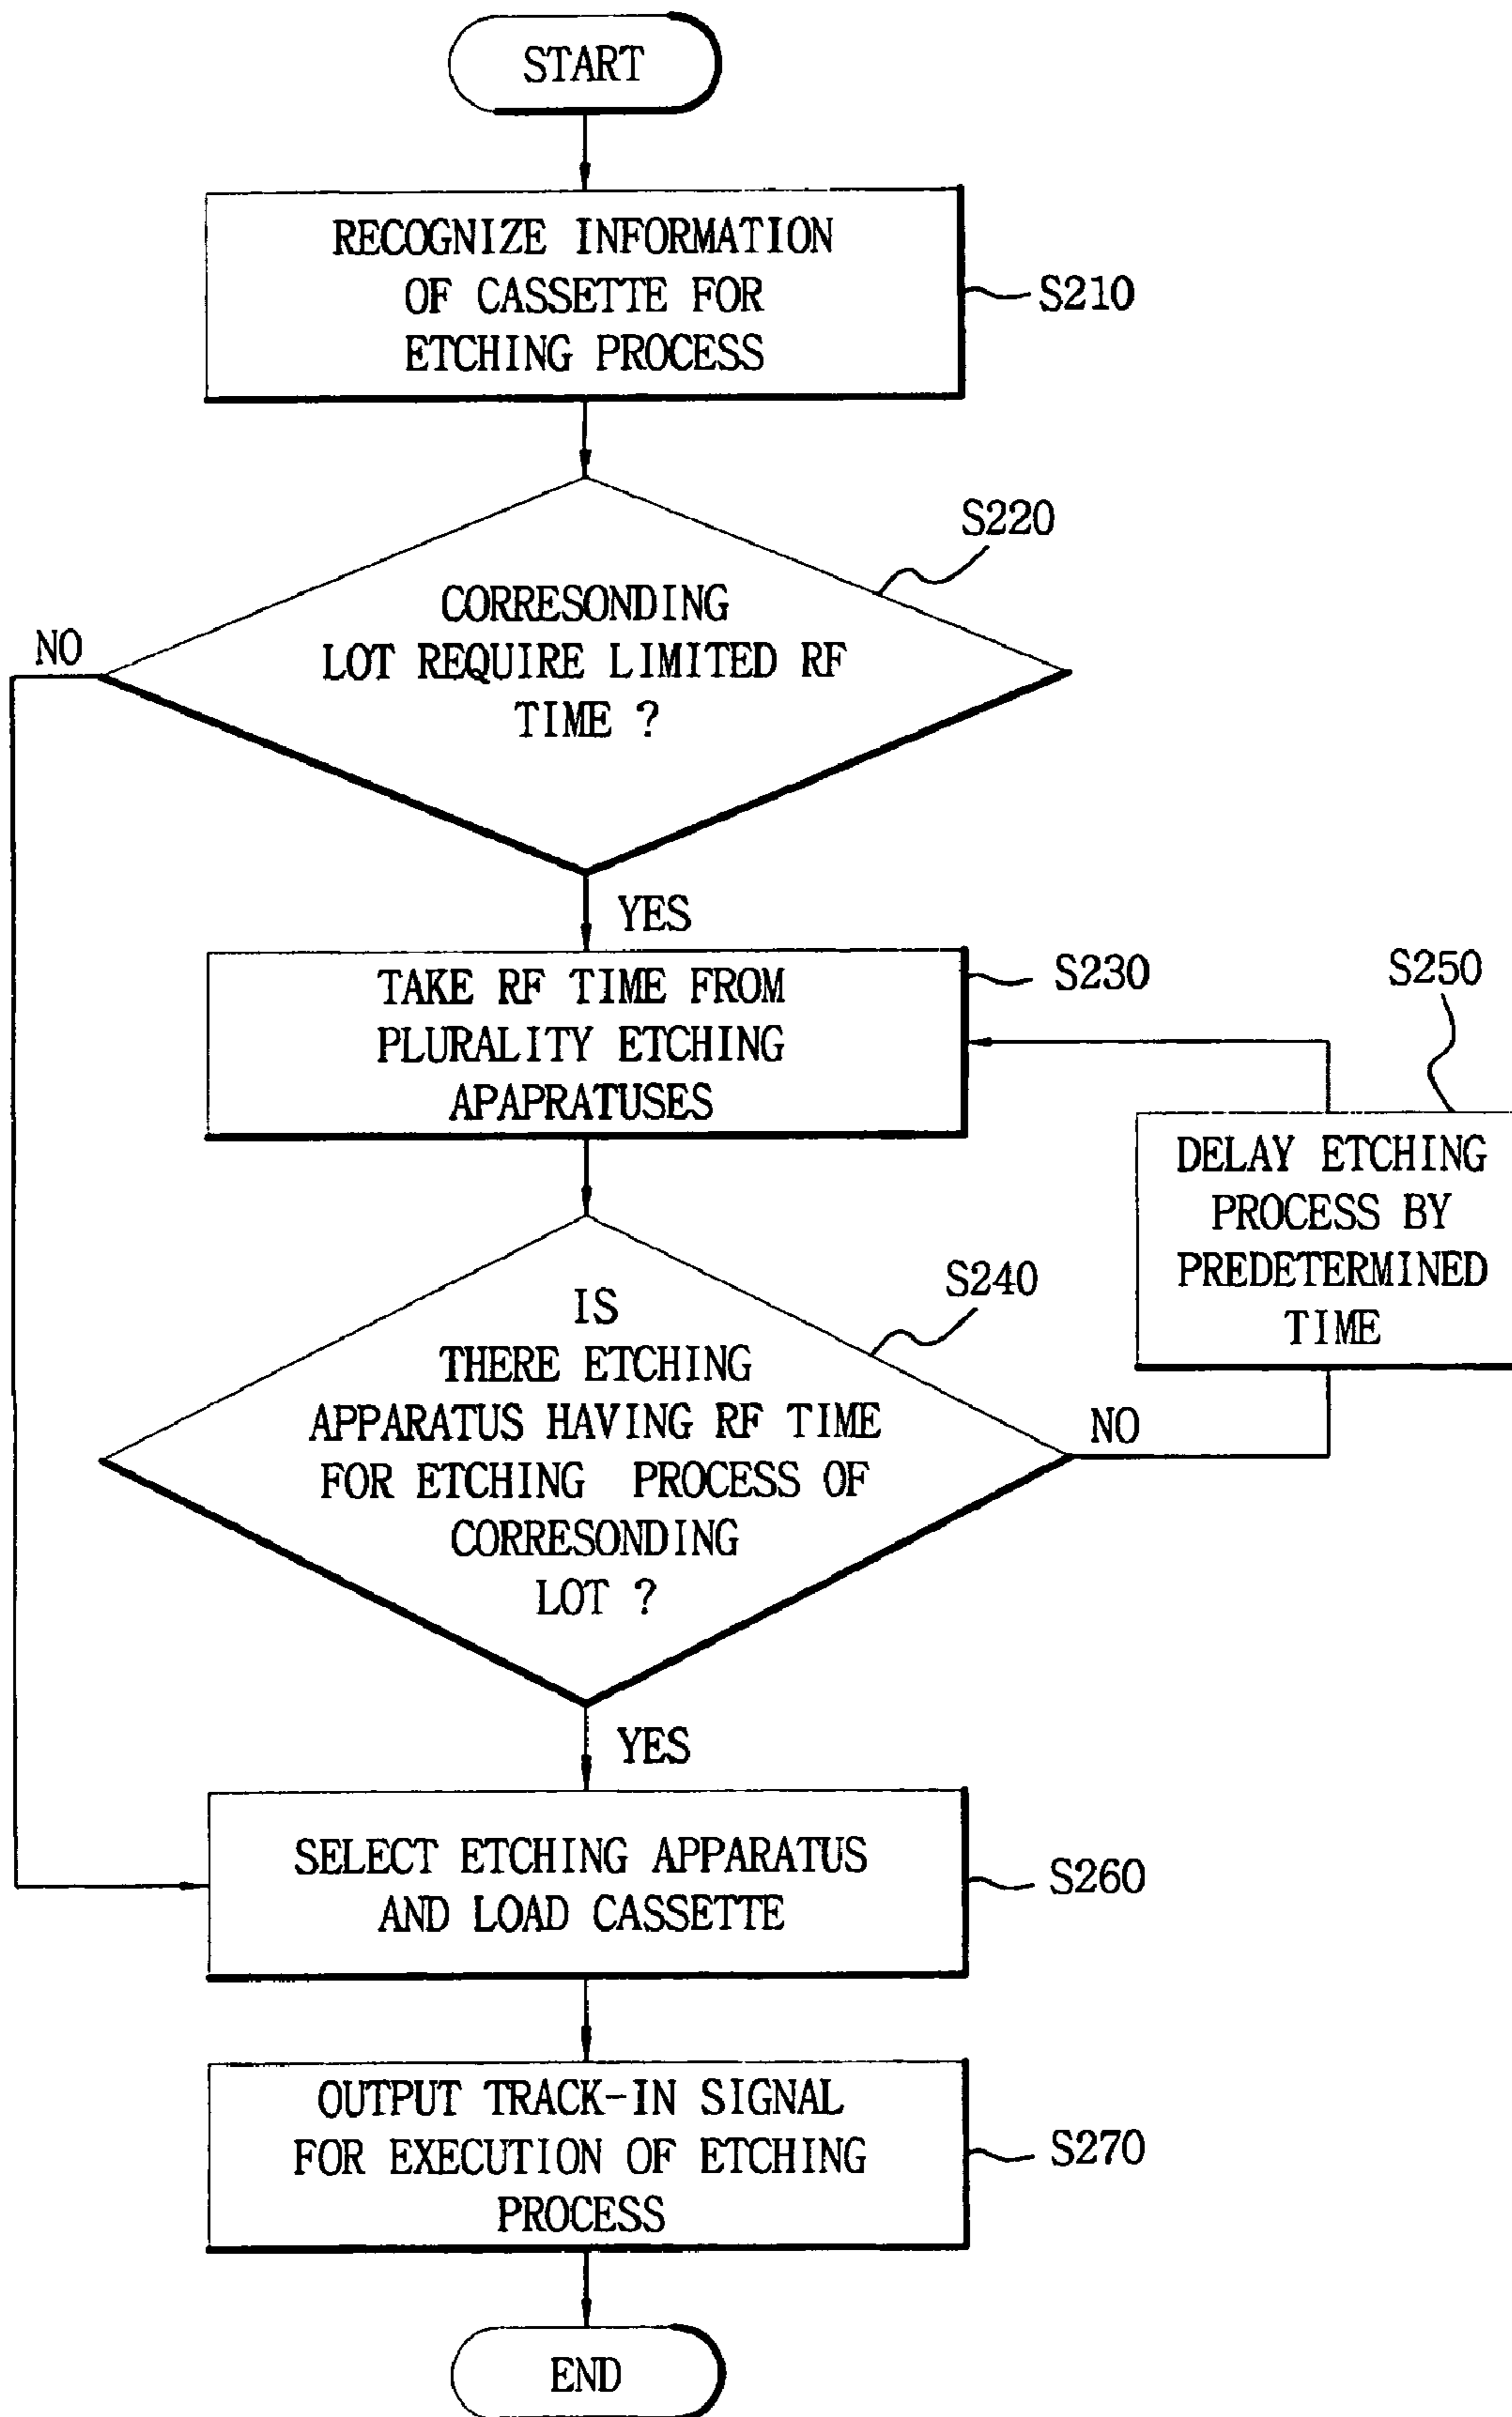 START
RECOGNIZE INFORMATION
OF CASSETTE FOR
ETCHING PROCESS
S210
S220
CORRESONDING
LOT REQUIRE LIMITED RF
TIME ?
NO
YES
TAKE RF TIME FROM
PLURALITY ETCHING
APAPRATUSES
S230
S250
DELAY ETCHING
PROCESS BY
PREDETERMINED
TIME
S240
IS
THERE ETCHING
APPARATUS HAVING RF TIME
FOR ETCHING PROCESS OF
CORRESONDING
LOT ?
NO
YES
SELECT ETCHING APPARATUS
AND LOAD CASSETTE
S260
OUTPUT TRACK-IN SIGNAL
FOR EXECUTION OF ETCHING
PROCESS
S270
END